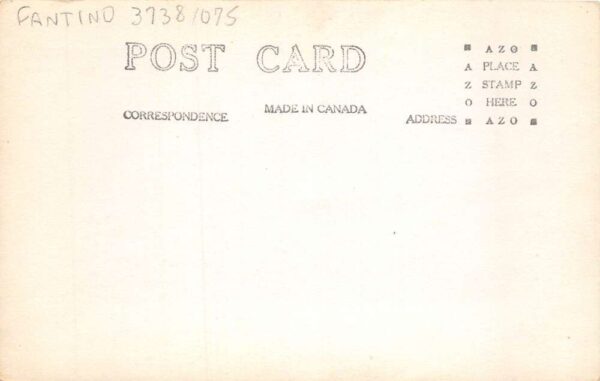 FANTINO 3738/075
POST CARD
CORRESPONDENCE
MADE IN CANADA
ADDRESS
AZO
A PLACE A
Z STAMP Z
O HERE O
AZO